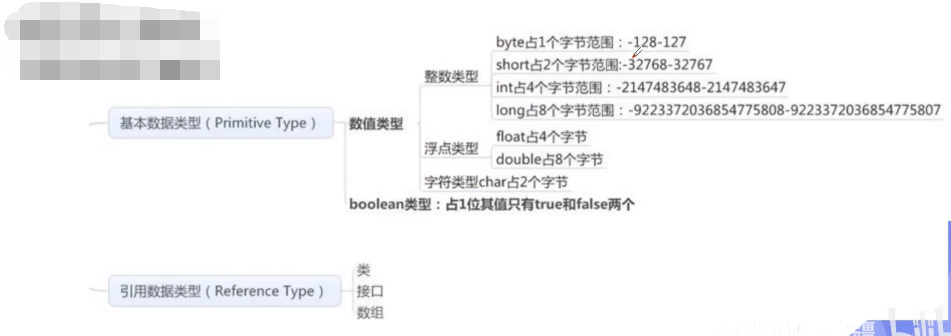 byte占1个字节范围：-128-127
short占2个字节范围:-32768-32767
整数类型
int占4个字节范围：-2147483648-2147483647
long占8个字节范围：-9223372036854775808-9223372036854775807
基本数据类型（Primitive Type）
数值类型
float占4个字节
浮点类型
double占8个字节
字符类型char占2个字节
boolean类型：占1位其值只有true和false两个
类
引用数据类型（Reference Type）
接口
数组